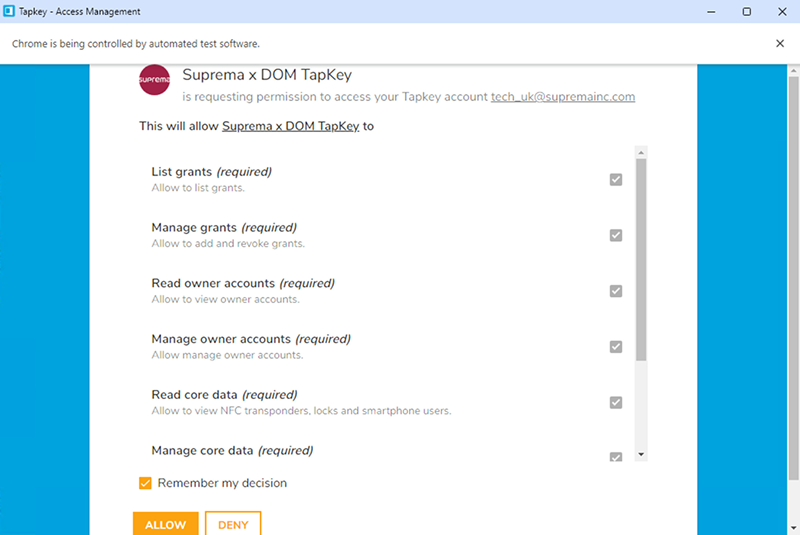 Tapkey - Access Management
Chrome is being controlled by automated test software.
suprema
Suprema x DOM TapKey
is requesting permission to access your Tapkey account tech_uk@supremainc.com
This will allow Suprema x DOM TapKey to
List grants (required)
Allow to list grants.
Manage grants (required)
Allow to add and revoke grants.
Read owner accounts (required)
Allow to view owner accounts.
Manage owner accounts (required)
Allow manage owner accounts.
Read core data (required)
Allow to view NFC transponders, locks and smartphone users.
Manage core data (required)
Remember my decision
ALLOW DENY